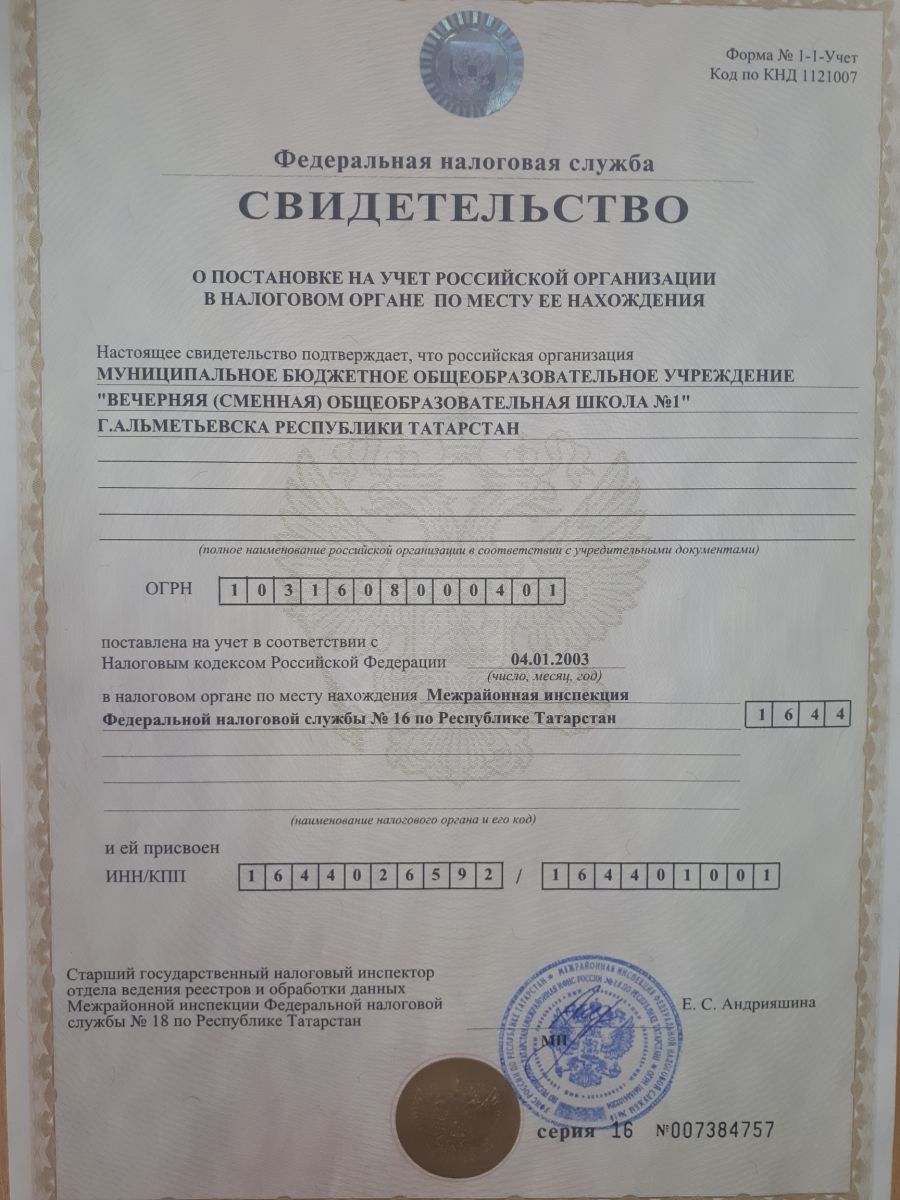 Форма № 1-1-Учет
Код по КНД 1121007
Федеральная налоговая служба
СВИДЕТЕЛЬСТВО
О ПОСТАНОВКЕ НА УЧЕТ РОССИЙСКОЙ ОРГАНИЗАЦИИ
В НАЛОГОВОМ ОРГАНЕ ПО МЕСТУ ЕЕ НАХОЖДЕНИЯ
Настоящее свидетельство подтверждает, что российская организация
МУНИЦИПАЛЬНОЕ БЮДЖЕТНОЕ ОБЩЕОБРАЗОВАТЕЛЬНОЕ УЧРЕЖДЕНИЕ
"ВЕЧЕРНЯЯ (СМЕННАЯ) ОБЩЕОБРАЗОВАТЕЛЬНАЯ ШКОЛА №1"
Г.АЛЬМЕТЬЕВСКА РЕСПУБЛИКИ ТАТАРСТАН
(полное наименование российской организации в соответствии с учредительными документами)
ОГРН 1031608000401
поставлена на учет в соответствии с
Налоговым кодексом Российской Федерации 04.01.2003
(число, месяц, год)
в налоговом органе по месту нахождения Межрайонная инспекция
Федеральной налоговой службы № 16 по Республике Татарстан 1644
(наименование налогового органа и его код)
и ей присвоен
ИНН/КПП 1644026592 / 164401001
Старший государственный налоговый инспектор
отдела ведения реестров и обработки данных
Межрайонной инспекции Федеральной налоговой
службы № 18 по Республике Татарстан
Е. С. Андрияшина
МП
серия 16 №007384757